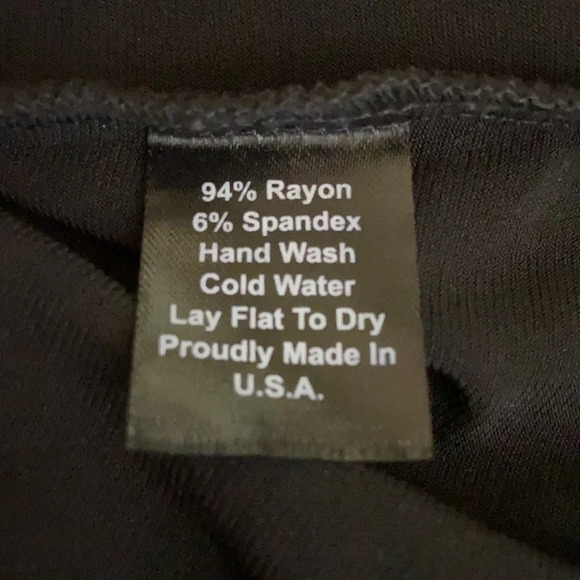 94% Rayon
6% Spandex
Hand Wash
Cold Water
Lay Flat To Dry
Proudly Made In
U.S.A.